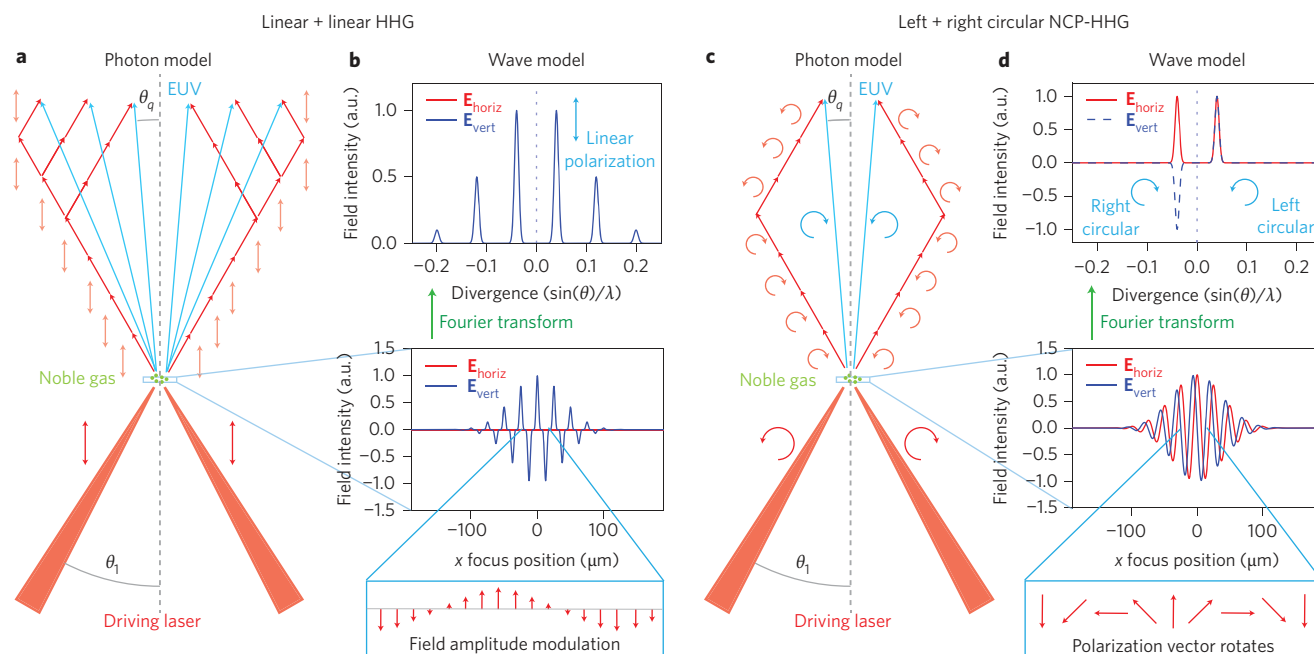 Linear + linear HHG
a
Photon model
EUV
θq
Noble gas
θ1
Driving laser
b
Wave model
Field intensity (a.u.)
1.0
0.5
0.0
Ehoriz
Evert
Linear
polarization
−0.2 −0.1 0.0 0.1 0.2
Divergence (sin(θ)/λ)
Fourier transform
Field intensity (a.u.)
1.5
1.0
0.5
0.0
−0.5
−1.0
−1.5
Ehoriz
Evert
−100 0 100
x focus position (μm)
Field amplitude modulation
Left + right circular NCP-HHG
c
Photon model
EUV
θq
Noble gas
θ1
Driving laser
d
Wave model
Field intensity (a.u.)
1.0
0.5
0.0
−0.5
−1.0
Ehoriz
Evert
Right
circular
Left
circular
−0.2 −0.1 0.0 0.1 0.2
Divergence (sin(θ)/λ)
Fourier transform
Field intensity (a.u.)
1.5
1.0
0.5
0.0
−0.5
−1.0
−1.5
Ehoriz
Evert
−100 0 100
x focus position (μm)
Polarization vector rotates